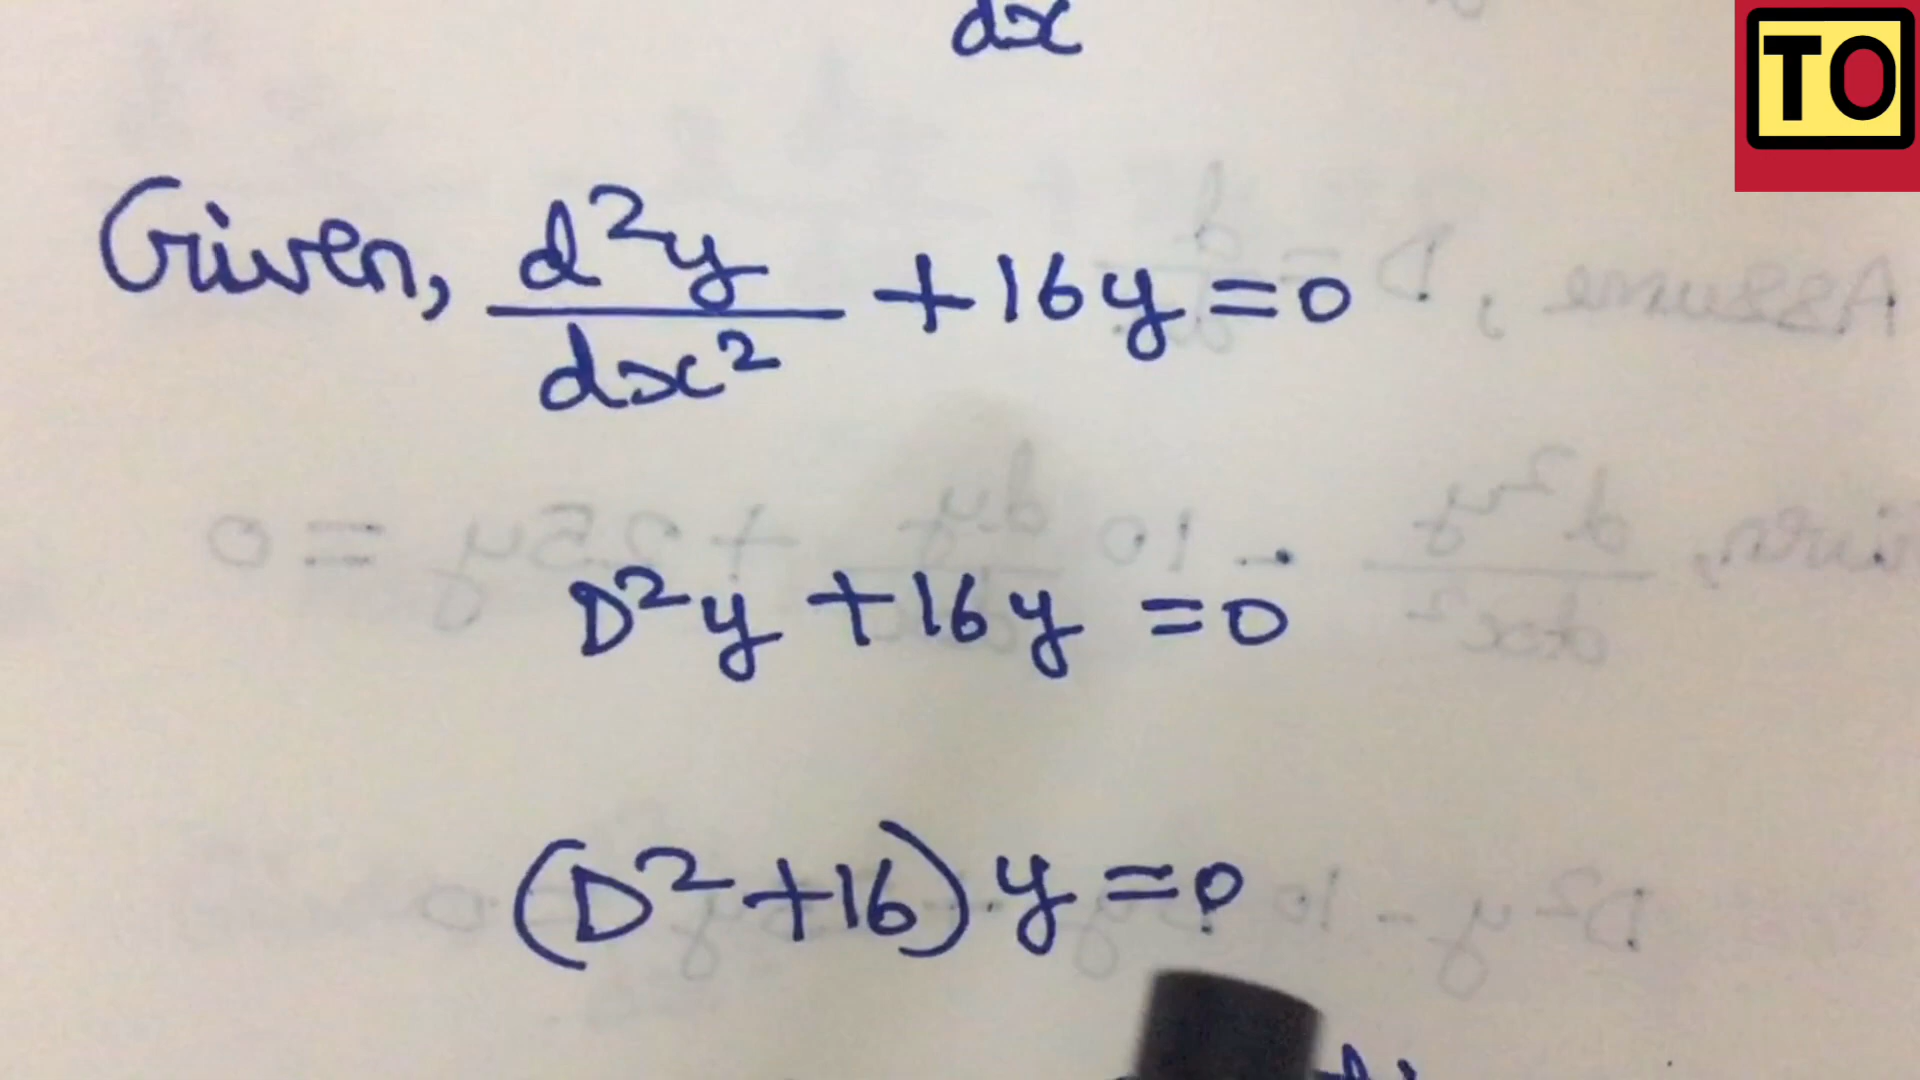 dx
TO
Given, d²y/dx² + 16y = 0
D²y + 16y = 0
(D² + 16) y = 0